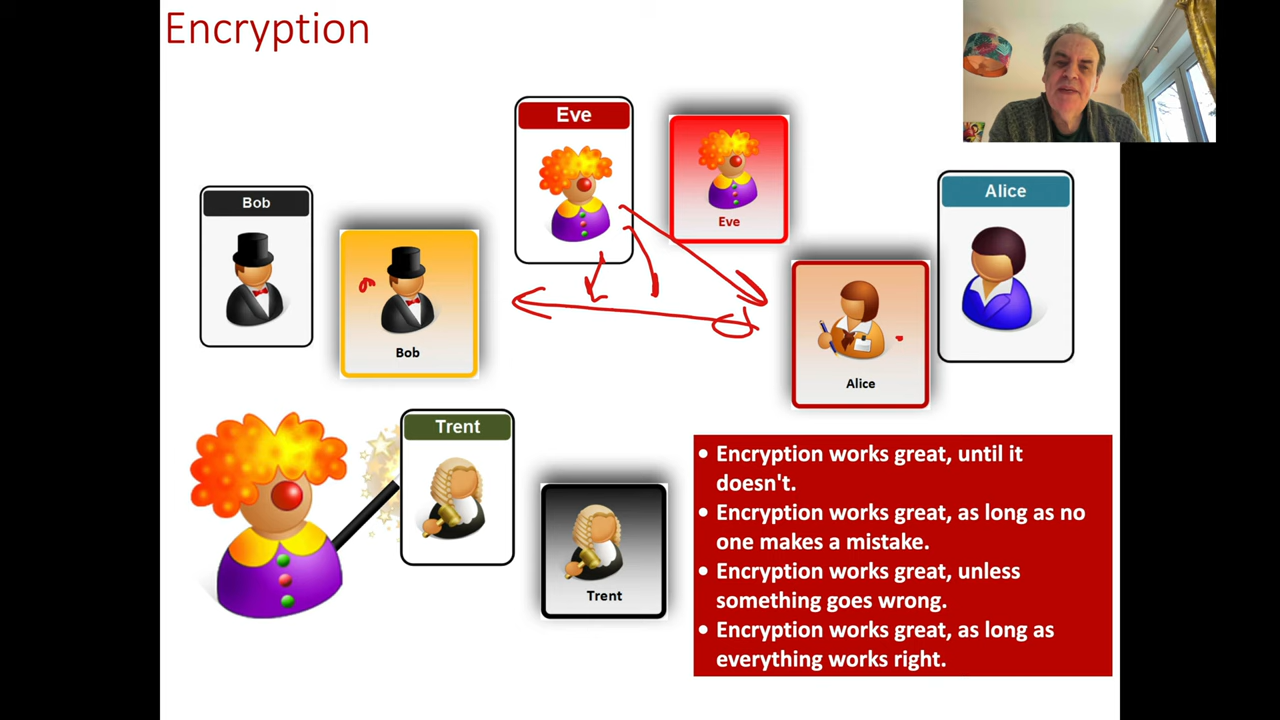 Encryption
Eve
Eve
Bob
Alice
Bob
Alice
Trent
Trent
• Encryption works great, until it
doesn't.
• Encryption works great, as long as no
one makes a mistake.
• Encryption works great, unless
something goes wrong.
• Encryption works great, as long as
everything works right.